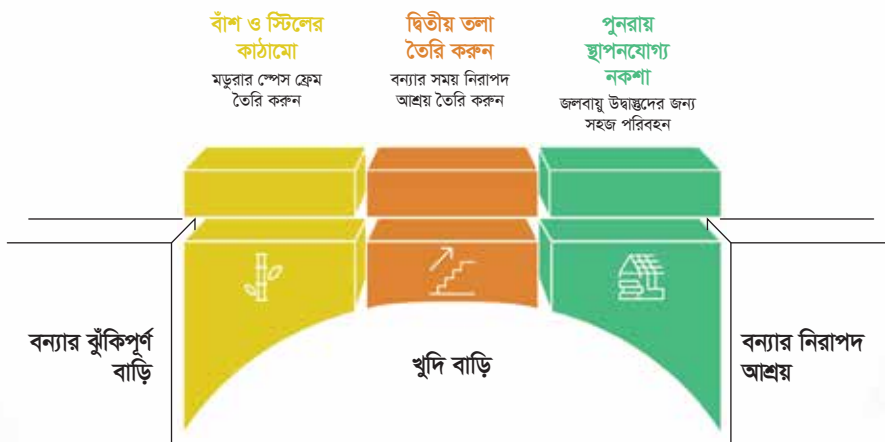 বাঁশ ও স্টিলের
কাঠামো
মডুরার স্পেস ফ্রেম
তৈরি করুন
দ্বিতীয় তলা
তৈরি করুন
বন্যার সময় নিরাপদ
আশ্রয় তৈরি করুন
পুনরায়
স্থাপনযোগ্য
নকশা
জলবায়ু উদ্বাস্তুদের জন্য
সহজ পরিবহন
বন্যার ঝুঁকিপূর্ণ
বাড়ি
খুদি বাড়ি
বন্যার নিরাপদ
আশ্রয়